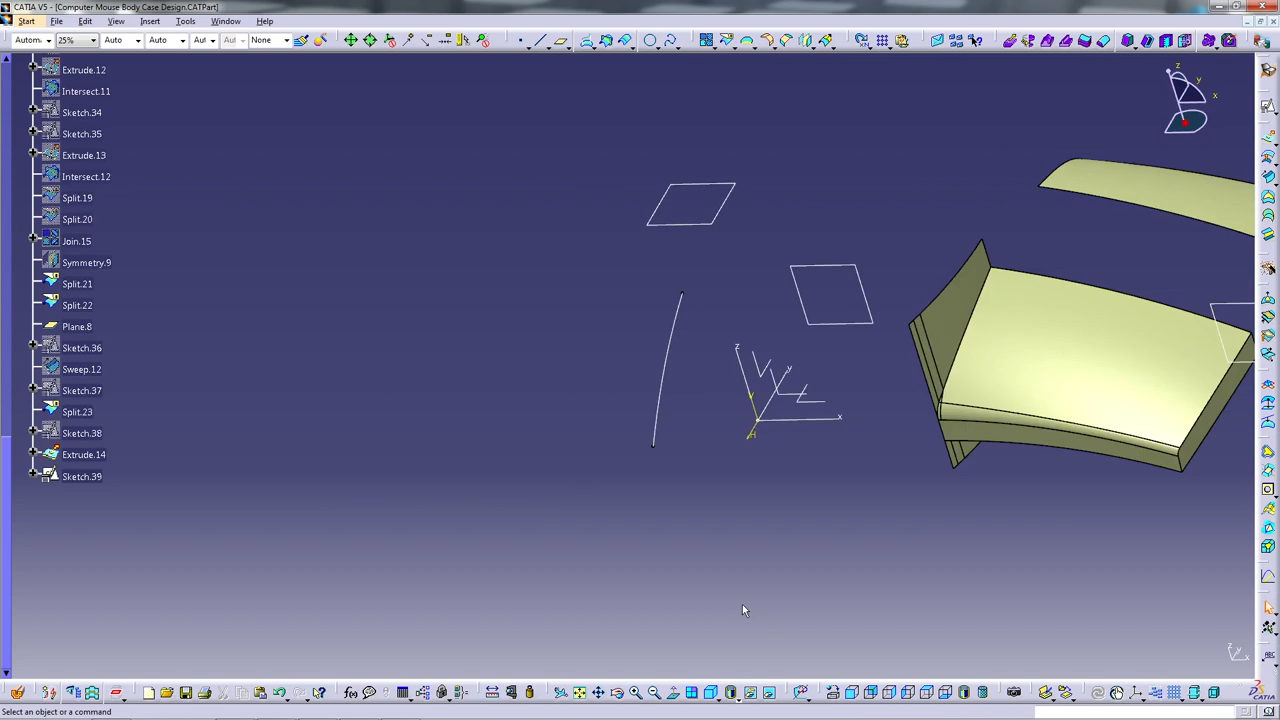 CATIA V5 - [Computer Mouse Body Case Design.CATPart]
Start File Edit View Insert Tools Window Help
Autom 25% Auto Auto Aut Aut None
Extrude.12
Intersect.11
Sketch.34
Sketch.35
Extrude.13
Intersect.12
Split.19
Split.20
Join.15
Symmetry.9
Split.21
Split.22
Plane.8
Sketch.36
Sweep.12
Sketch.37
Split.23
Sketch.38
Extrude.14
Sketch.39
z
y
x
z
y
x
H
z y x
ABC
f(x)
Select an object or a command